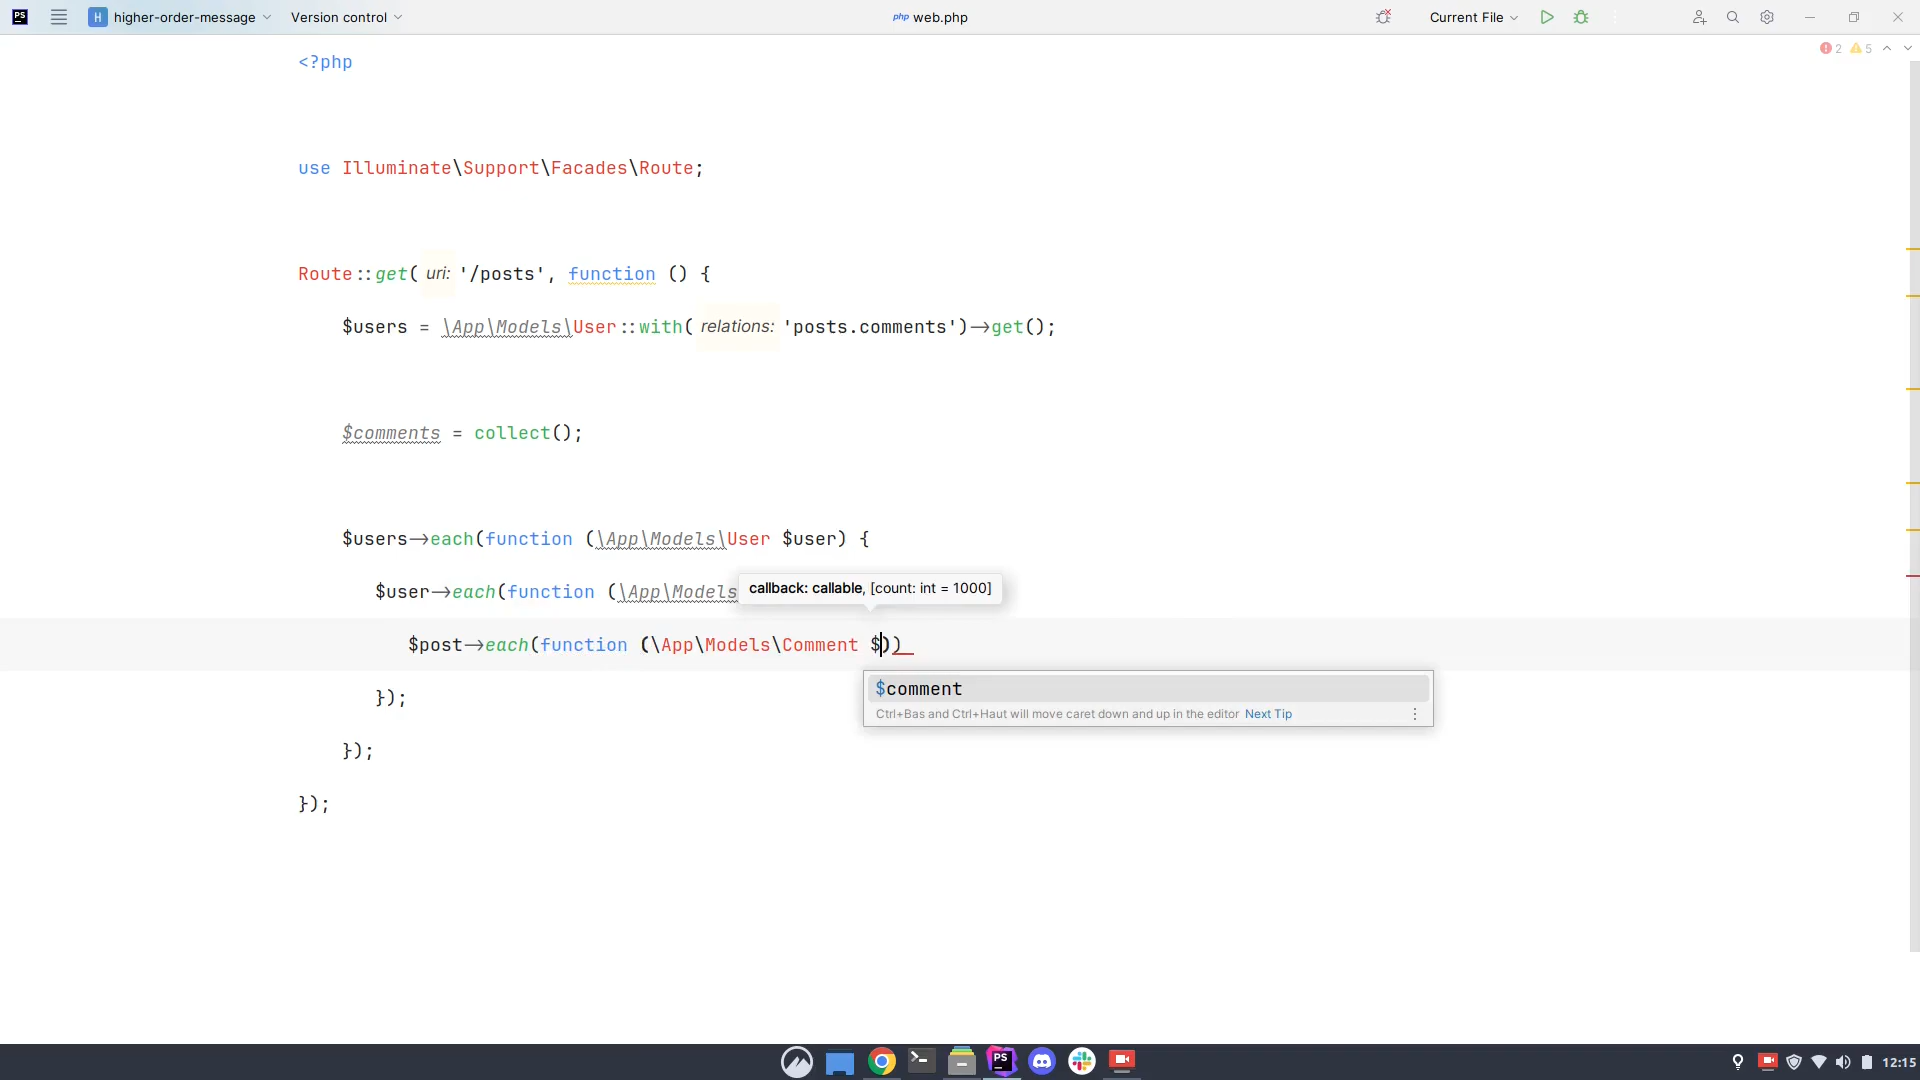 PS H higher-order-message Version control php web.php Current File
2 5
<?php
use Illuminate\Support\Facades\Route;
Route::get( uri: '/posts', function () {
$users = \App\Models\User::with( relations: 'posts.comments')->get();
$comments = collect();
$users->each(function (\App\Models\User $user) {
callback: callable, [count: int = 1000]
$user->each(function (\App\Models
$post->each(function (\App\Models\Comment $))
$comment
Ctrl+Bas and Ctrl+Haut will move caret down and up in the editor Next Tip
});
});
});
PS
12:15